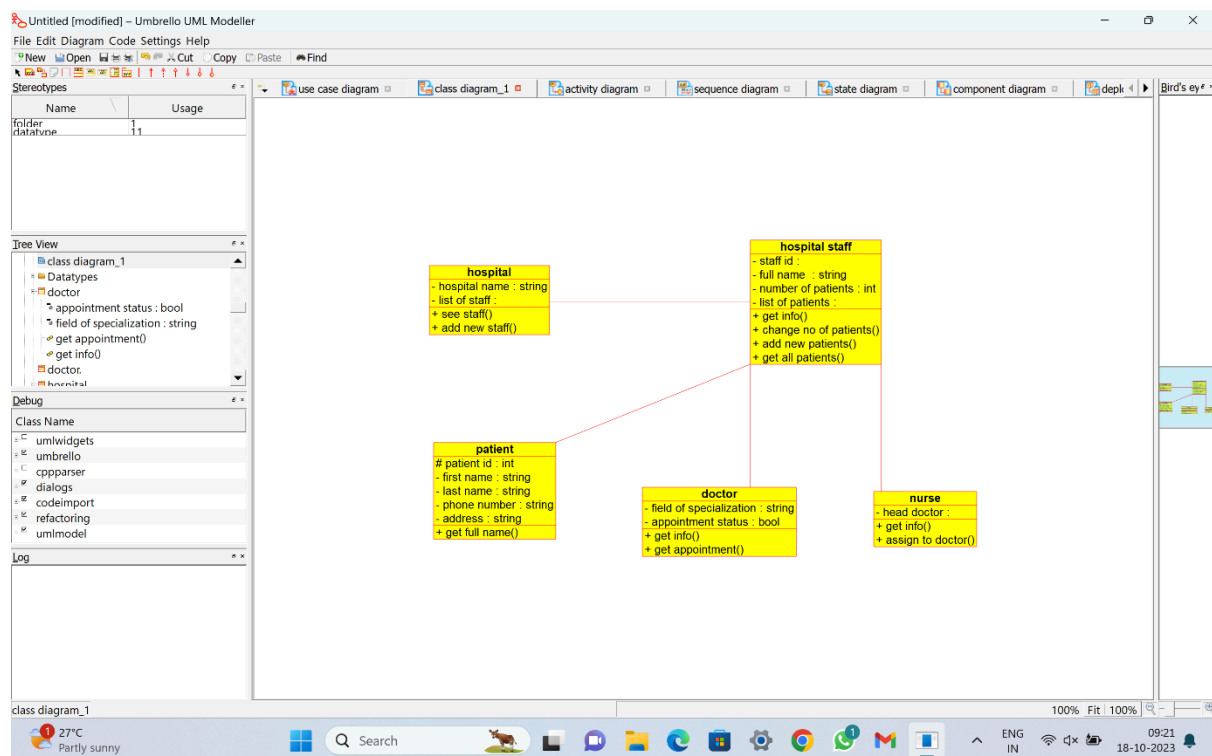 Untitled [modified] – Umbrello UML Modeller
File Edit Diagram Code Settings Help
New Open Cut Copy Paste Find
Stereotypes
Name Usage
folder 1
datatype 11
Tree View
class diagram_1
Datatypes
doctor
appointment status : bool
field of specialization : string
get appointment()
get info()
doctor.
hospital
Debug
Class Name
umlwidgets
umbrello
cppparser
dialogs
codeimport
refactoring
umlmodel
Log
use case diagram class diagram_1 activity diagram sequence diagram state diagram component diagram depl
Bird's ey
hospital
- hospital name : string
- list of staff :
+ see staff()
+ add new staff()
hospital staff
- staff id :
- full name : string
- number of patients : int
- list of patients :
+ get info()
+ change no of patients()
+ add new patients()
+ get all patients()
patient
# patient id : int
- first name : string
- last name : string
- phone number : string
- address : string
+ get full name()
doctor
- field of specialization : string
- appointment status : bool
+ get info()
+ get appointment()
nurse
- head doctor :
+ get info()
+ assign to doctor()
class diagram_1
100% Fit 100%
1
27°C
Partly sunny
Search
1
ENG
IN
09:21
18-10-2023